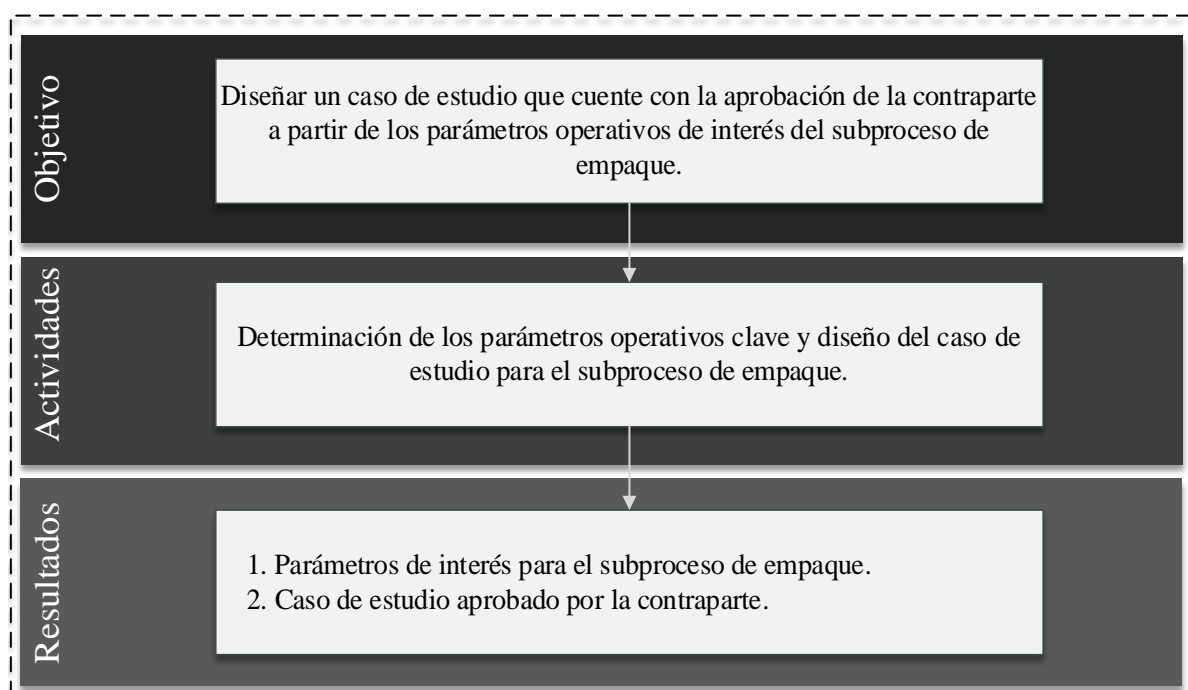 Objetivo
Diseñar un caso de estudio que cuente con la aprobación de la contraparte
a partir de los parámetros operativos de interés del subproceso de
empaque.
Actividades
Determinación de los parámetros operativos clave y diseño del caso de
estudio para el subproceso de empaque.
Resultados
1. Parámetros de interés para el subproceso de empaque.
2. Caso de estudio aprobado por la contraparte.